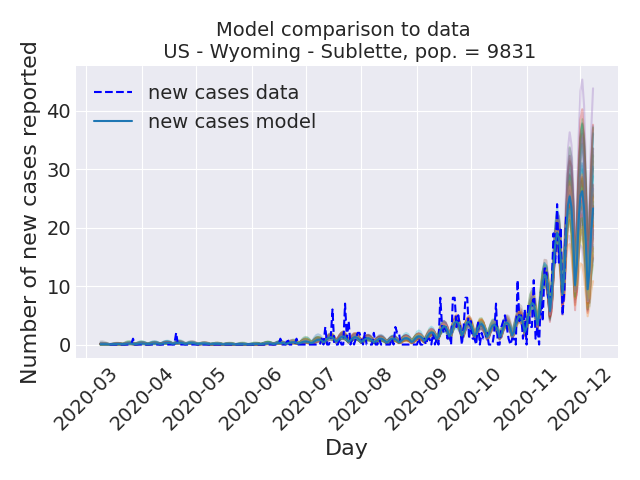 Model comparison to data
US - Wyoming - Sublette, pop. = 9831
Number of new cases reported
40
30
20
10
0
new cases data
new cases model
2020-03
2020-04
2020-05
2020-06
2020-07
2020-08
2020-09
2020-10
2020-11
2020-12
Day